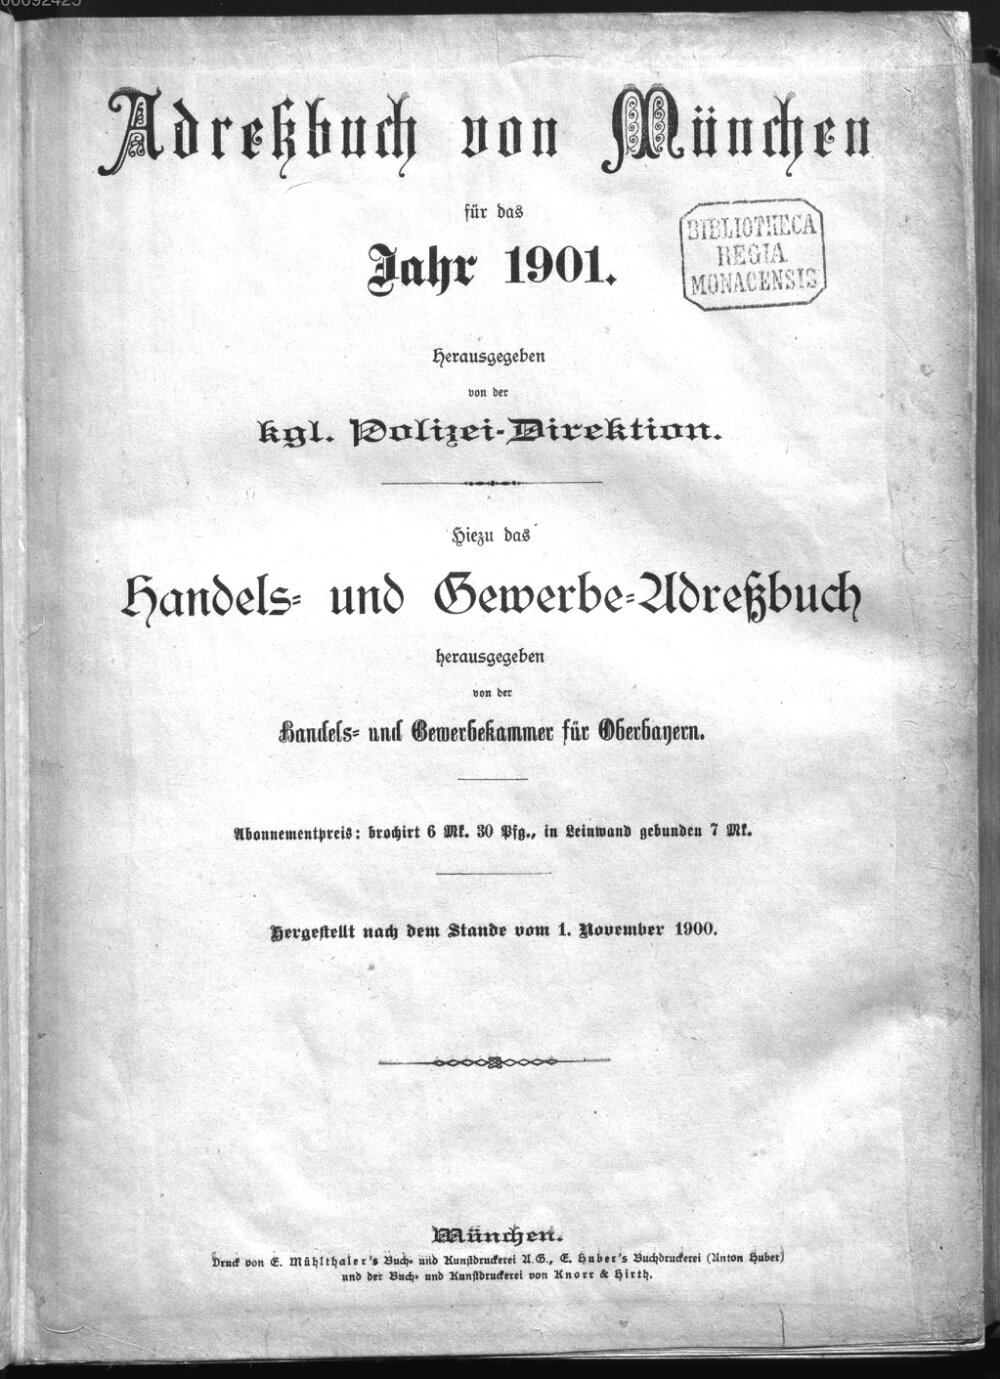 00092425
Adreßbuch von München
für das
Jahr 1901.
BIBLIOTHECA
REGIA
MONACENSIS
Herausgegeben
von der
kgl. Polizei-Direktion.
Hiezu das
Handels- und Gewerbe-Adreßbuch
herausgegeben
von der
Handels- und Gewerbekammer für Oberbayern.
Abonnementpreis: brochirt 6 Mk. 30 Pfg., in Leinwand gebunden 7 Mk.
Hergestellt nach dem Stande vom 1. November 1900.
München.
Druck von E. Mühlthaler's Buch- und Kunstdruckerei A.G., E. Huber's Buchdruckerei (Anton Huber)
und der Buch- und Kunstdruckerei von Knorr & Hirth.